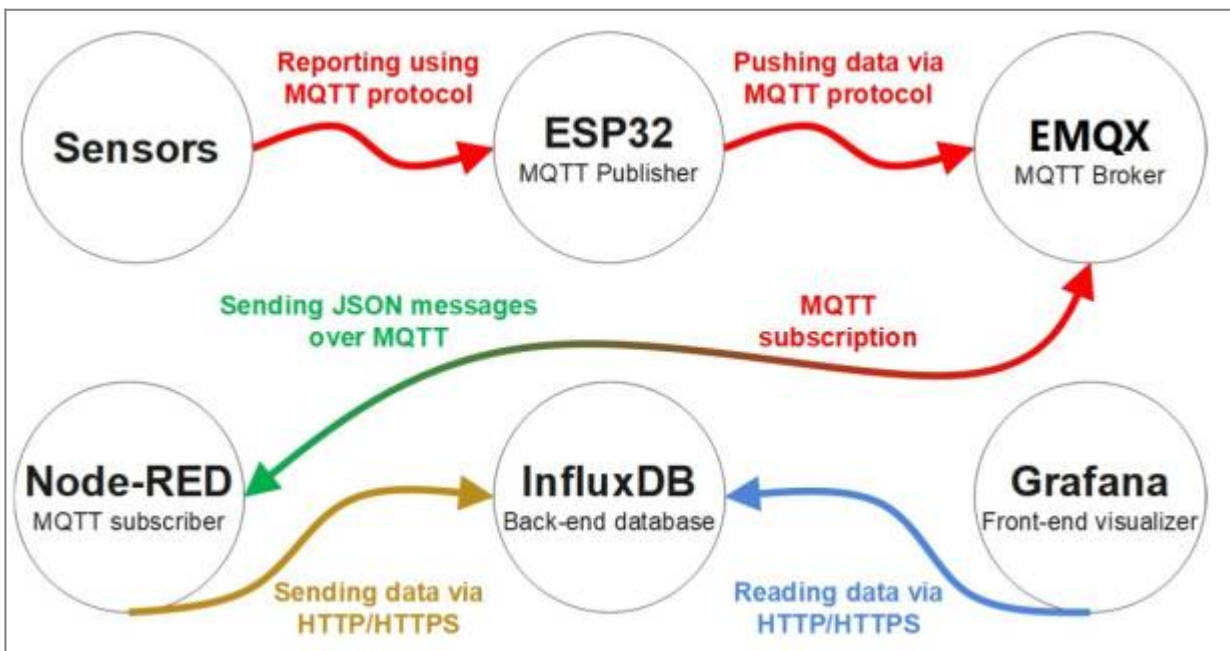 Reporting using
MQTT protocol
Pushing data via
MQTT protocol
Sensors
ESP32
MQTT Publisher
EMQX
MQTT Broker
Sending JSON messages
over MQTT
MQTT
subscription
Node-RED
MQTT subscriber
InfluxDB
Back-end database
Grafana
Front-end visualizer
Sending data via
HTTP/HTTPS
Reading data via
HTTP/HTTPS